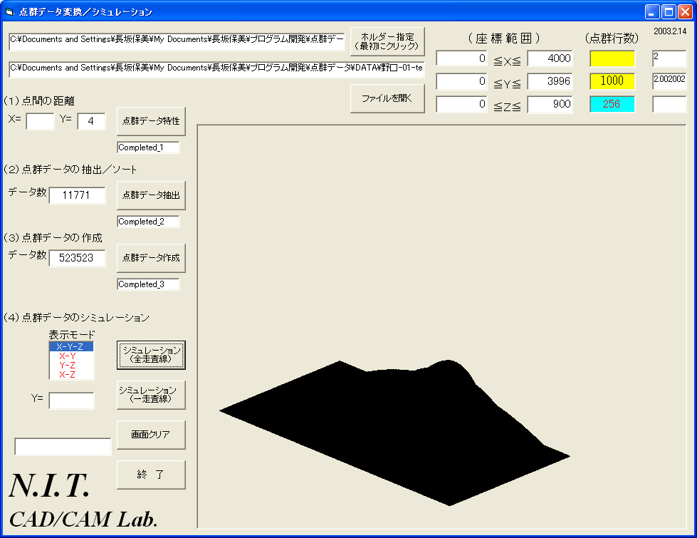 点群データ変換／シミュレーション
2003.2.14
C:¥Documents and Settings¥長坂保美¥My Documents¥長坂保美¥プログラム開発¥点群デー
ホルダー指定
(最初にクリック)
C:¥Documents and Settings¥長坂保美¥My Documents¥長坂保美¥プログラム開発¥点群データ¥DATA¥野口-01-te
ファイルを開く
(座標範囲)
(点群行数)
0 ≦X≦ 4000
2
0 ≦Y≦ 3996 1000 2.002002
0 ≦Z≦ 900 256
(1) 点間の距離
X= Y= 4
点群データ特性
Completed_1
(2) 点群データの抽出／ソート
データ数 11771 点群データ抽出
Completed_2
(3) 点群データの作成
データ数 523523 点群データ作成
Completed_3
(4) 点群データのシミュレーション
表示モード
X-Y-Z
X-Y
Y-Z
X-Z
シミュレーション
(全走査線)
Y=
シミュレーション
(一走査線)
画面クリア
終 了
N.I.T.
CAD/CAM Lab.